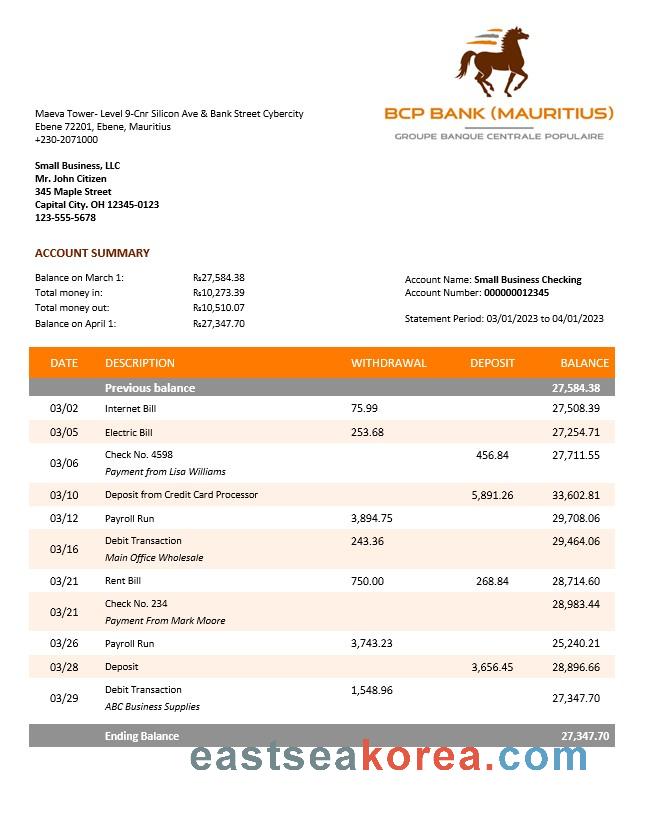 BCP BANK (MAURITIUS)
GROUPE BANQUE CENTRALE POPULAIRE
Maeva Tower- Level 9-Cnr Silicon Ave & Bank Street Cybercity
Ebene 72201, Ebene, Mauritius
+230-2071000
Small Business, LLC
Mr. John Citizen
345 Maple Street
Capital City. OH 12345-0123
123-555-5678
ACCOUNT SUMMARY
Balance on March 1: ₨27,584.38
Total money in: ₨10,273.39
Total money out: ₨10,510.07
Balance on April 1: ₨27,347.70
Account Name: Small Business Checking
Account Number: 000000012345
Statement Period: 03/01/2023 to 04/01/2023
DATE DESCRIPTION WITHDRAWAL DEPOSIT BALANCE
Previous balance 27,584.38
03/02 Internet Bill 75.99 27,508.39
03/05 Electric Bill 253.68 27,254.71
03/06 Check No. 4598 456.84 27,711.55
Payment from Lisa Williams
03/10 Deposit from Credit Card Processor 5,891.26 33,602.81
03/12 Payroll Run 3,894.75 29,708.06
03/16 Debit Transaction 243.36 29,464.06
Main Office Wholesale
03/21 Rent Bill 750.00 268.84 28,714.60
03/21 Check No. 234 28,983.44
Payment From Mark Moore
03/26 Payroll Run 3,743.23 25,240.21
03/28 Deposit 3,656.45 28,896.66
03/29 Debit Transaction 1,548.96 27,347.70
ABC Business Supplies
Ending Balance 27,347.70
eastseakorea.com